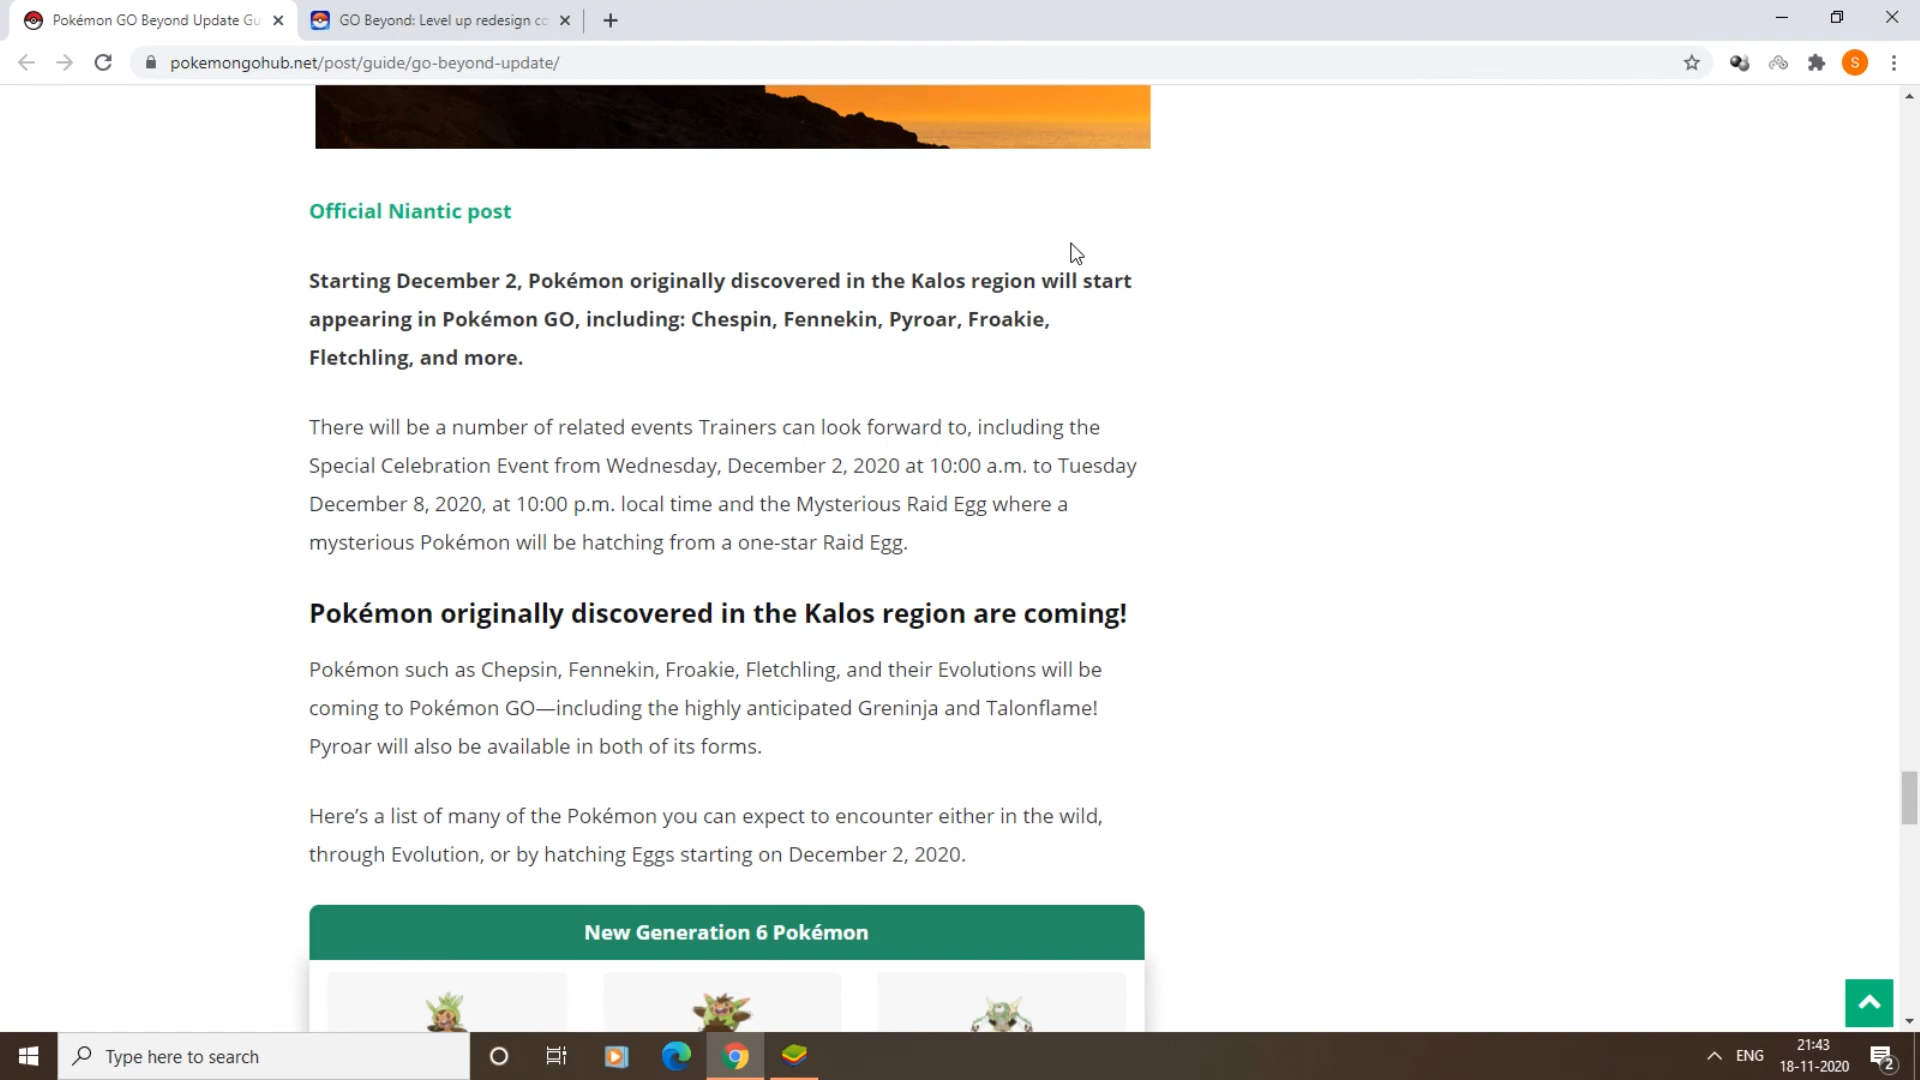 Pokémon GO Beyond Update Gu
GO Beyond: Level up redesign co
pokemongohub.net/post/guide/go-beyond-update/
S
Official Niantic post
Starting December 2, Pokémon originally discovered in the Kalos region will start
appearing in Pokémon GO, including: Chespin, Fennekin, Pyroar, Froakie,
Fletchling, and more.
There will be a number of related events Trainers can look forward to, including the
Special Celebration Event from Wednesday, December 2, 2020 at 10:00 a.m. to Tuesday
December 8, 2020, at 10:00 p.m. local time and the Mysterious Raid Egg where a
mysterious Pokémon will be hatching from a one-star Raid Egg.
Pokémon originally discovered in the Kalos region are coming!
Pokémon such as Chepsin, Fennekin, Froakie, Fletchling, and their Evolutions will be
coming to Pokémon GO—including the highly anticipated Greninja and Talonflame!
Pyroar will also be available in both of its forms.
Here’s a list of many of the Pokémon you can expect to encounter either in the wild,
through Evolution, or by hatching Eggs starting on December 2, 2020.
New Generation 6 Pokémon
Type here to search
ENG
21:43
18-11-2020
2